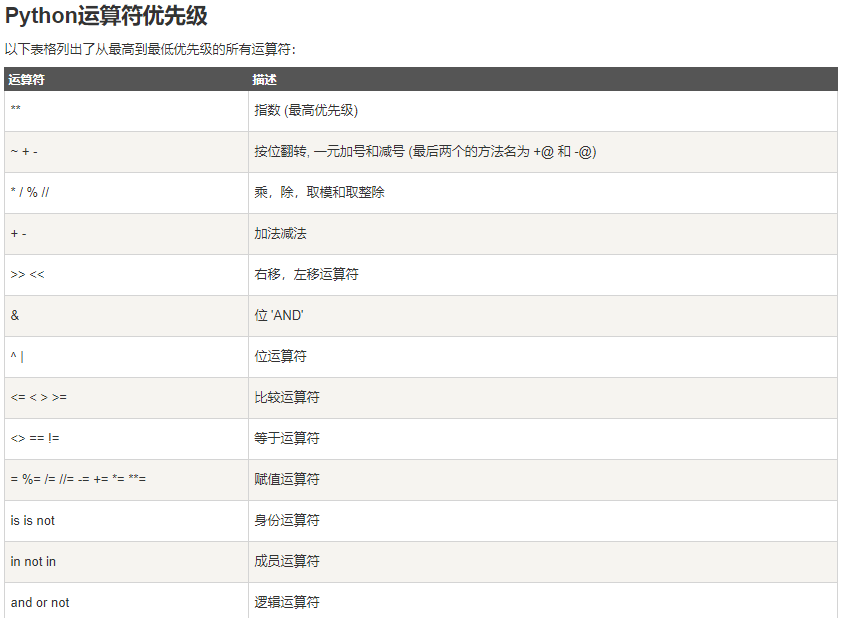 Python运算符优先级
以下表格列出了从最高到最低优先级的所有运算符：
运算符 描述
** 指数 (最高优先级)
~ + - 按位翻转, 一元加号和减号 (最后两个的方法名为 +@ 和 -@)
* / % // 乘，除，取模和取整除
+ - 加法减法
>> << 右移，左移运算符
& 位 'AND'
^ | 位运算符
<= < > >= 比较运算符
<> == != 等于运算符
= %= /= //= -= += *= **= 赋值运算符
is is not 身份运算符
in not in 成员运算符
and or not 逻辑运算符